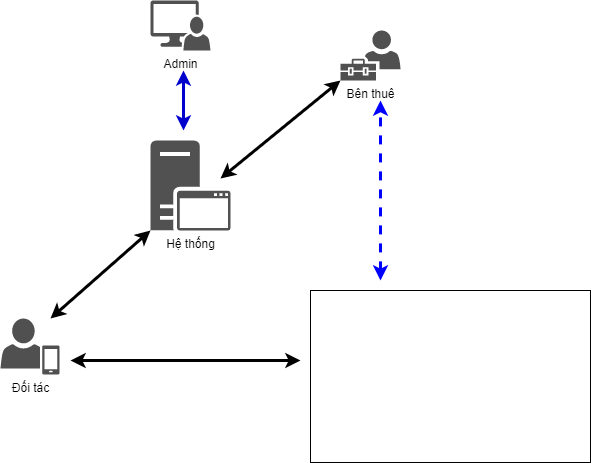 Admin
Bên thuê
Hệ thống
Đối tác